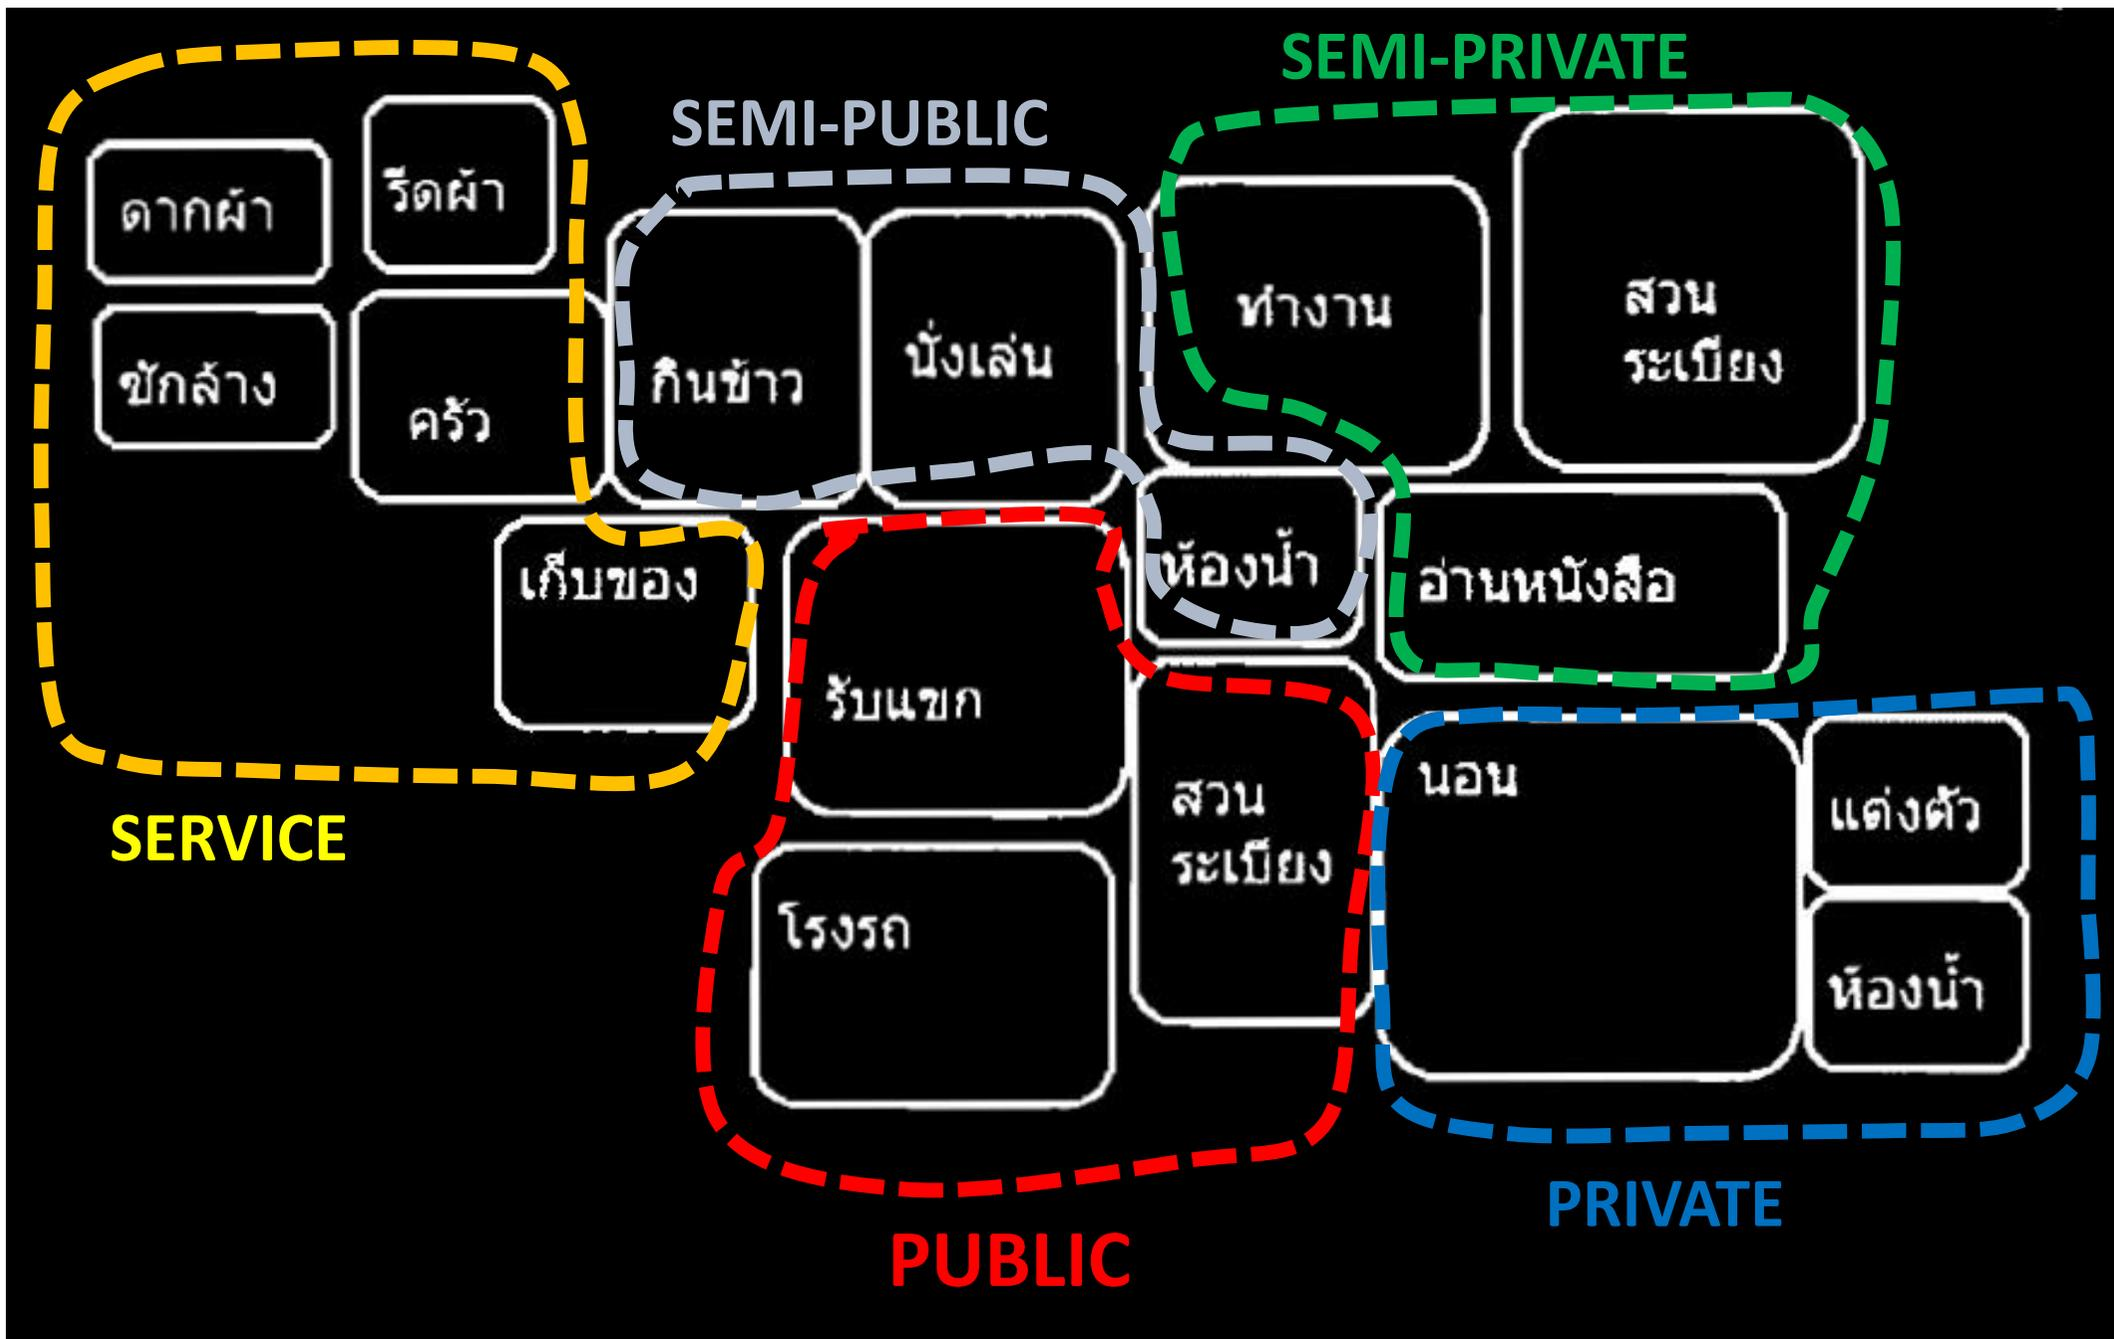 SEMI-PRIVATE
SEMI-PUBLIC
ตากผ้า
รีดผ้า
ซักล้าง
ครัว
กินข้าว
นั่งเล่น
ทำงาน
สวน
ระเบียง
เก็บของ
ห้องน้ำ
อ่านหนังสือ
รับแขก
สวน
ระเบียง
นอน
แต่งตัว
SERVICE
โรงรถ
ห้องน้ำ
PRIVATE
PUBLIC